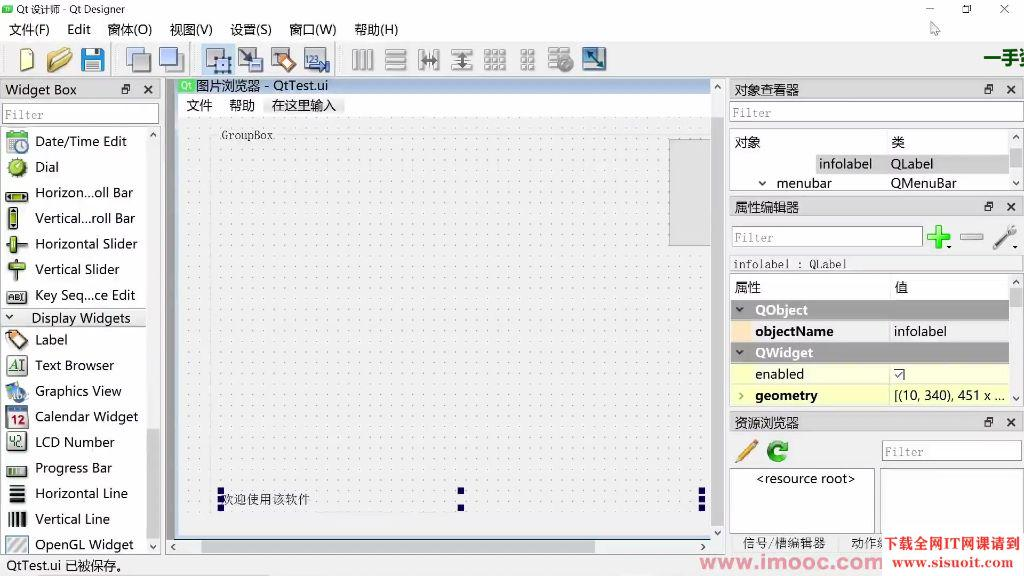 Qt 设计师 - Qt Designer
文件(F) Edit 窗体(O) 视图(V) 设置(S) 窗口(W) 帮助(H)
123
Widget Box
Filter
Date/Time Edit
Dial
Horizon...oll Bar
Vertical...roll Bar
Horizontal Slider
Vertical Slider
Key Seq...ce Edit
Display Widgets
Label
Text Browser
Graphics View
Calendar Widget
LCD Number
Progress Bar
Horizontal Line
Vertical Line
OpenGL Widget
图片浏览器 - QtTest.ui
文件 帮助 在这里输入
GroupBox
欢迎使用该软件
一手
对象查看器
Filter
对象 类
infolabel QLabel
menubar QMenuBar
属性编辑器
Filter
infolabel : QLabel
属性 值
QObject
objectName infolabel
QWidget
enabled
geometry [(10, 340), 451 x ...
资源浏览器
Filter
<resource root>
信号/槽编辑器 动作
QtTest.ui 已被保存。
www.imooc.com
下载全网IT网课请到
www.sisuoit.com